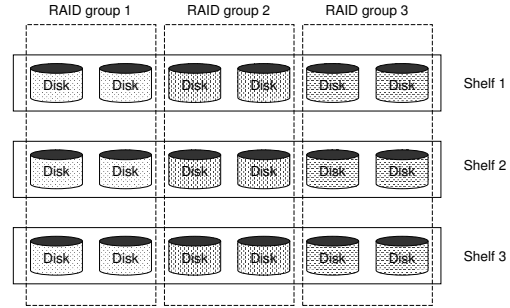 RAID group 1 RAID group 2 RAID group 3
Disk Disk Disk Disk Disk Disk Shelf 1
Disk Disk Disk Disk Disk Disk Shelf 2
Disk Disk Disk Disk Disk Disk Shelf 3